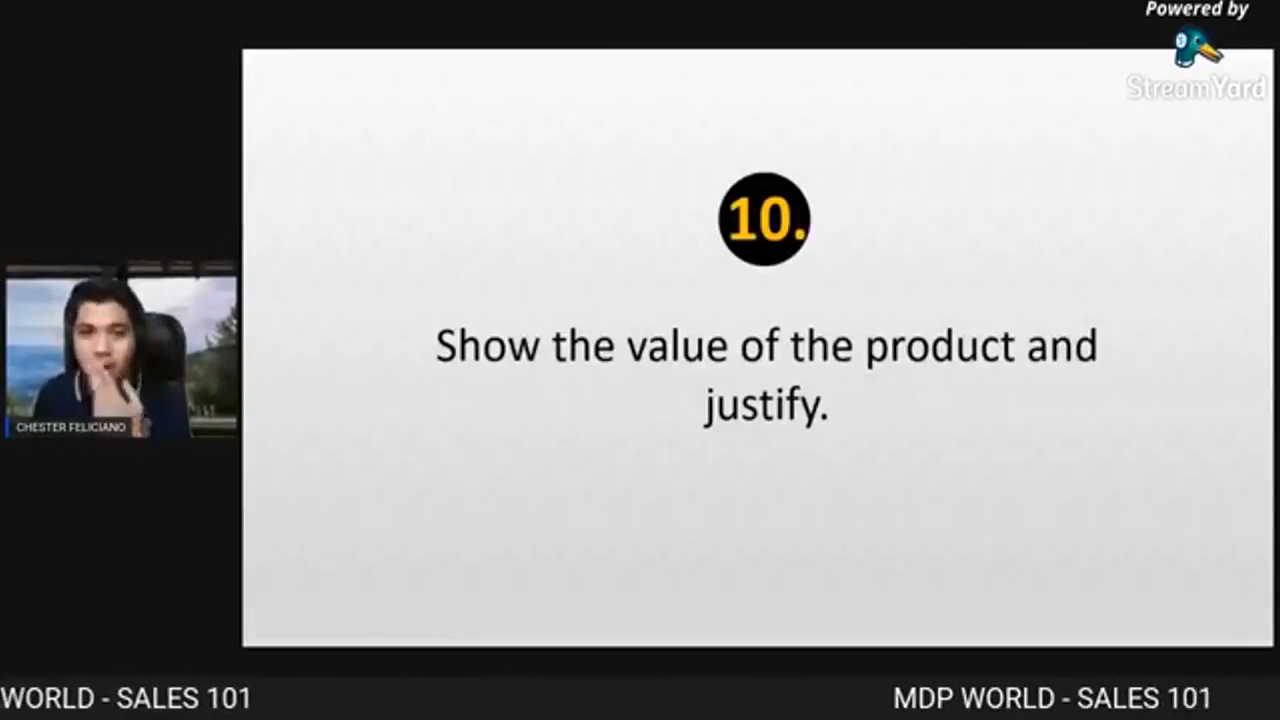 Powered by
StreamYard
10.
Show the value of the product and
justify.
CHESTER FELICIANO
WORLD - SALES 101
MDP WORLD - SALES 101